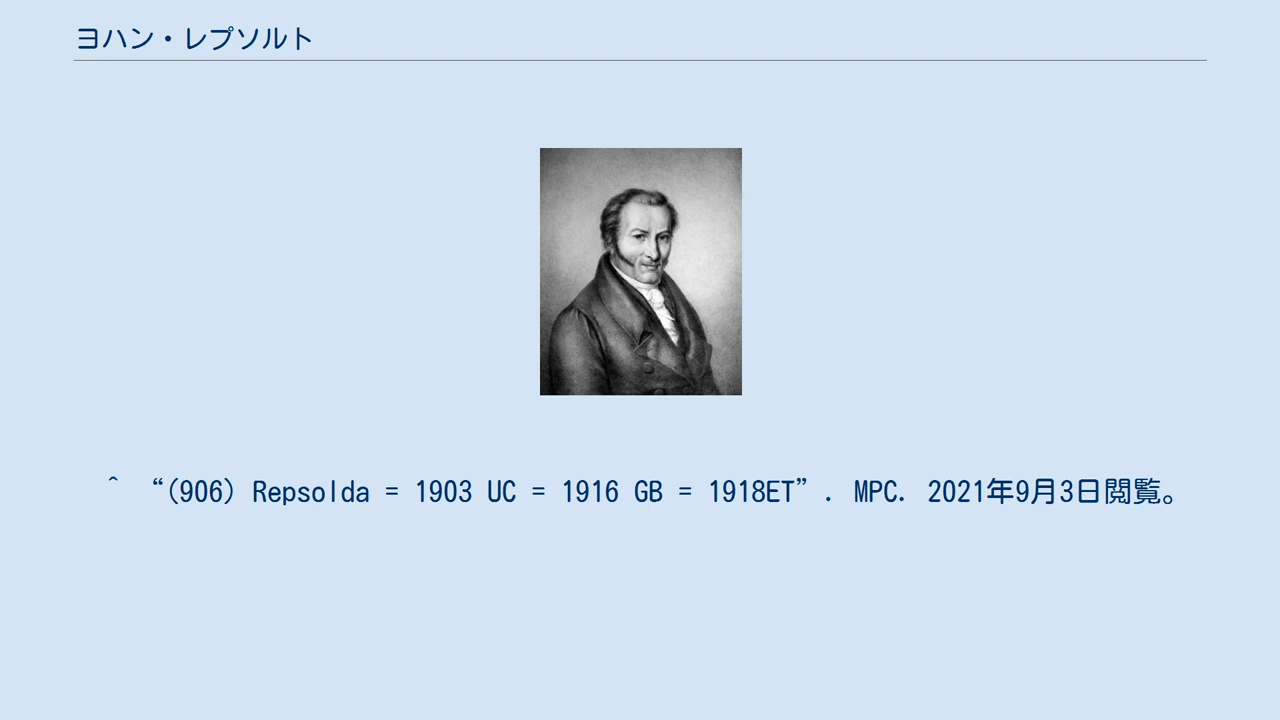 ヨハン・レプソルト
^ “(906) Repsolda = 1903 UC = 1916 GB = 1918ET”. MPC. 2021年9月3日閲覧。